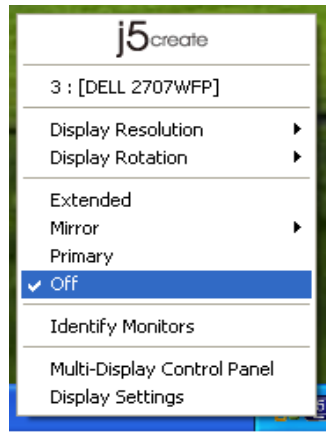 j5create
3 : [DELL 2707WFP]
Display Resolution
Display Rotation
Extended
Mirror
Primary
Off
Identify Monitors
Multi-Display Control Panel
Display Settings